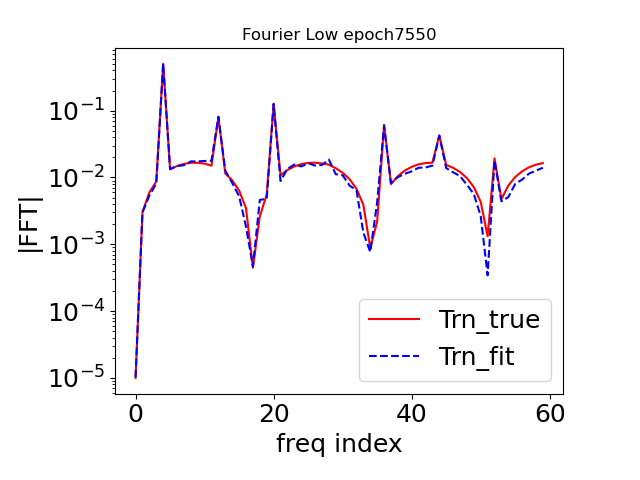 Fourier Low epoch7550
|FFT|
10⁻¹
10⁻²
10⁻³
10⁻⁴
10⁻⁵
Trn_true
Trn_fit
0 20 40 60
freq index